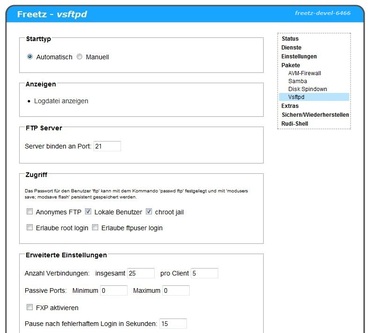 Freetz – vsftpd
freetz-devel-6466
Starttyp
Automatisch Manuell
Anzeigen
Logdatei anzeigen
FTP Server
Server binden an Port: 21
Zugriff
Das Passwort für den Benutzer 'ftp' kann mit dem Kommando 'passwd ftp' festgelegt und mit 'modusers
save; modsave flash' persistent gespeichert werden.
Anonymes FTP Lokale Benutzer chroot jail
Erlaube root login Erlaube ftpuser login
Erweiterte Einstellungen
Anzahl Verbindungen: insgesamt 25 pro Client 5
Passive Ports: Minimum 0 Maximum 0
FXP aktivieren
Pause nach fehlerhaftem Login in Sekunden: 15
Status
Dienste
Einstellungen
Pakete
AVM-Firewall
Samba
Disk Spindown
Vsftpd
Extras
Sichern/Wiederherstellen
Rudi-Shell